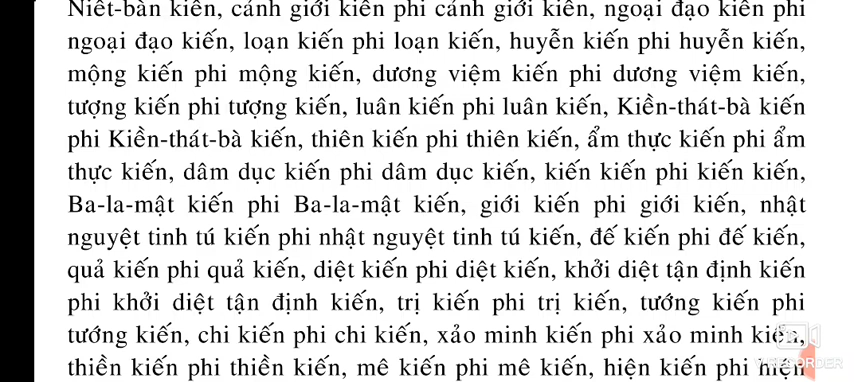 Niết-bàn kiến, cảnh giới kiến phi cảnh giới kiến, ngoại đạo kiến phi
ngoại đạo kiến, loạn kiến phi loạn kiến, huyễn kiến phi huyễn kiến,
mộng kiến phi mộng kiến, dương việm kiến phi dương việm kiến,
tượng kiến phi tượng kiến, luân kiến phi luân kiến, Kiền-thát-bà kiến
phi Kiền-thát-bà kiến, thiên kiến phi thiên kiến, ẩm thực kiến phi ẩm
thực kiến, dâm dục kiến phi dâm dục kiến, kiến kiến phi kiến kiến,
Ba-la-mật kiến phi Ba-la-mật kiến, giới kiến phi giới kiến, nhật
nguyệt tinh tú kiến phi nhật nguyệt tinh tú kiến, đế kiến phi đế kiến,
quả kiến phi quả kiến, diệt kiến phi diệt kiến, khởi diệt tận định kiến
phi khởi diệt tận định kiến, trị kiến phi trị kiến, tướng kiến phi
tướng kiến, chi kiến phi chi kiến, xảo minh kiến phi xảo minh kiến,
thiền kiến phi thiền kiến, mê kiến phi mê kiến, hiện kiến phi hiện